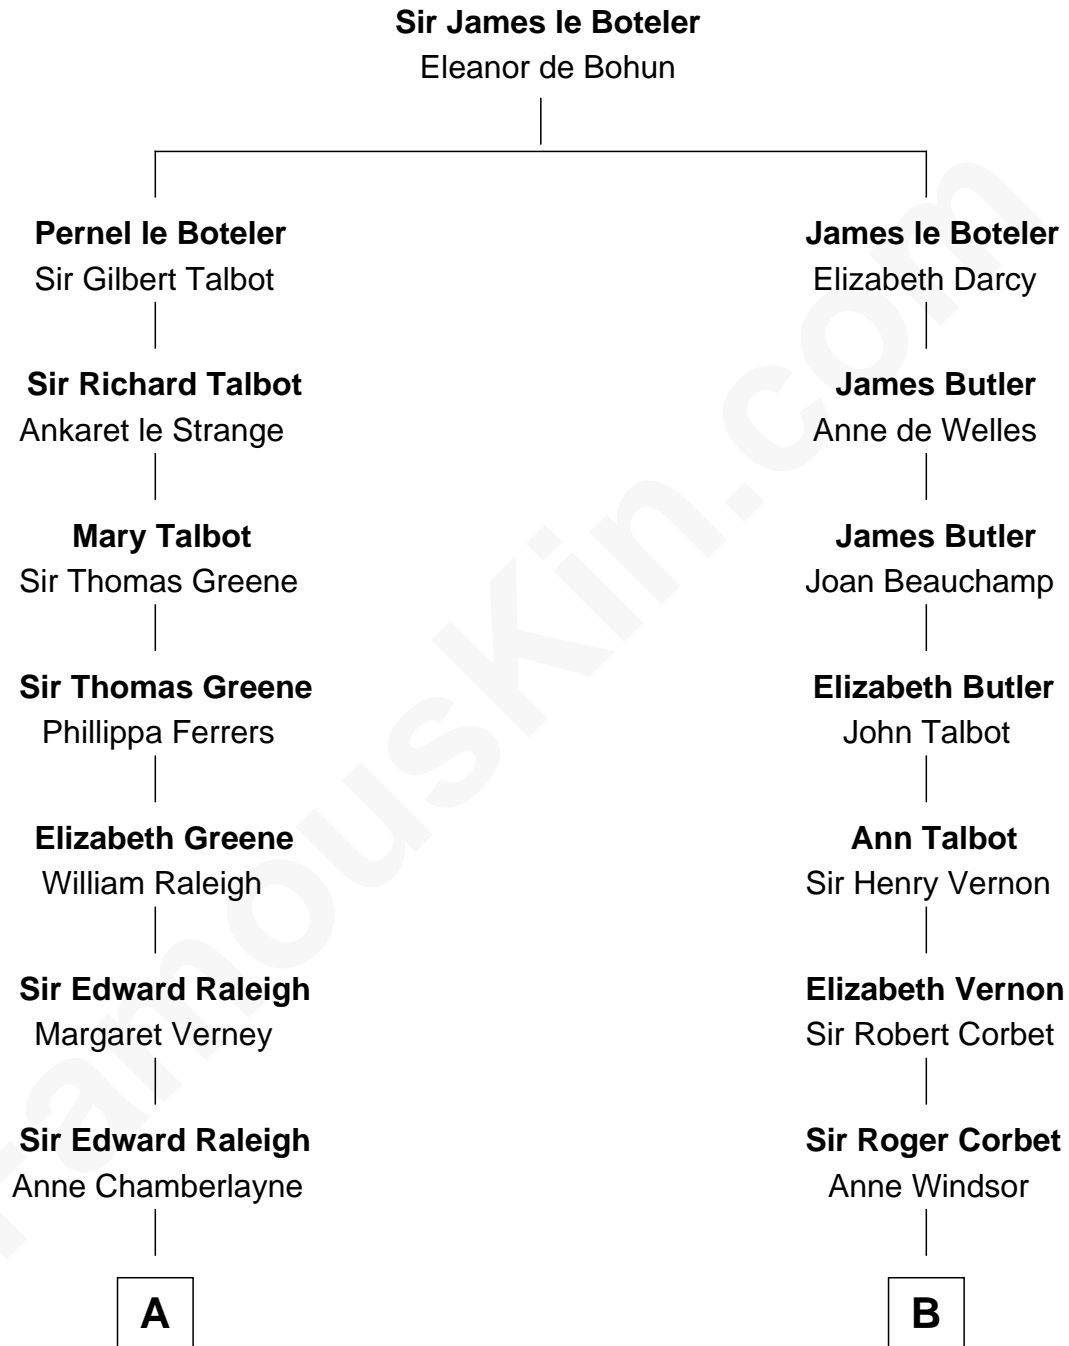 Sir James le Boteler
Eleanor de Bohun
Pernel le Boteler
Sir Gilbert Talbot
James le Boteler
Elizabeth Darcy
Sir Richard Talbot
Ankaret le Strange
James Butler
Anne de Welles
Mary Talbot
Sir Thomas Greene
James Butler
Joan Beauchamp
Sir Thomas Greene
Phillippa Ferrers
Elizabeth Butler
John Talbot
Elizabeth Greene
William Raleigh
Ann Talbot
Sir Henry Vernon
Sir Edward Raleigh
Margaret Verney
Elizabeth Vernon
Sir Robert Corbet
Sir Edward Raleigh
Anne Chamberlayne
Sir Roger Corbet
Anne Windsor
A
B
FamousKin.com